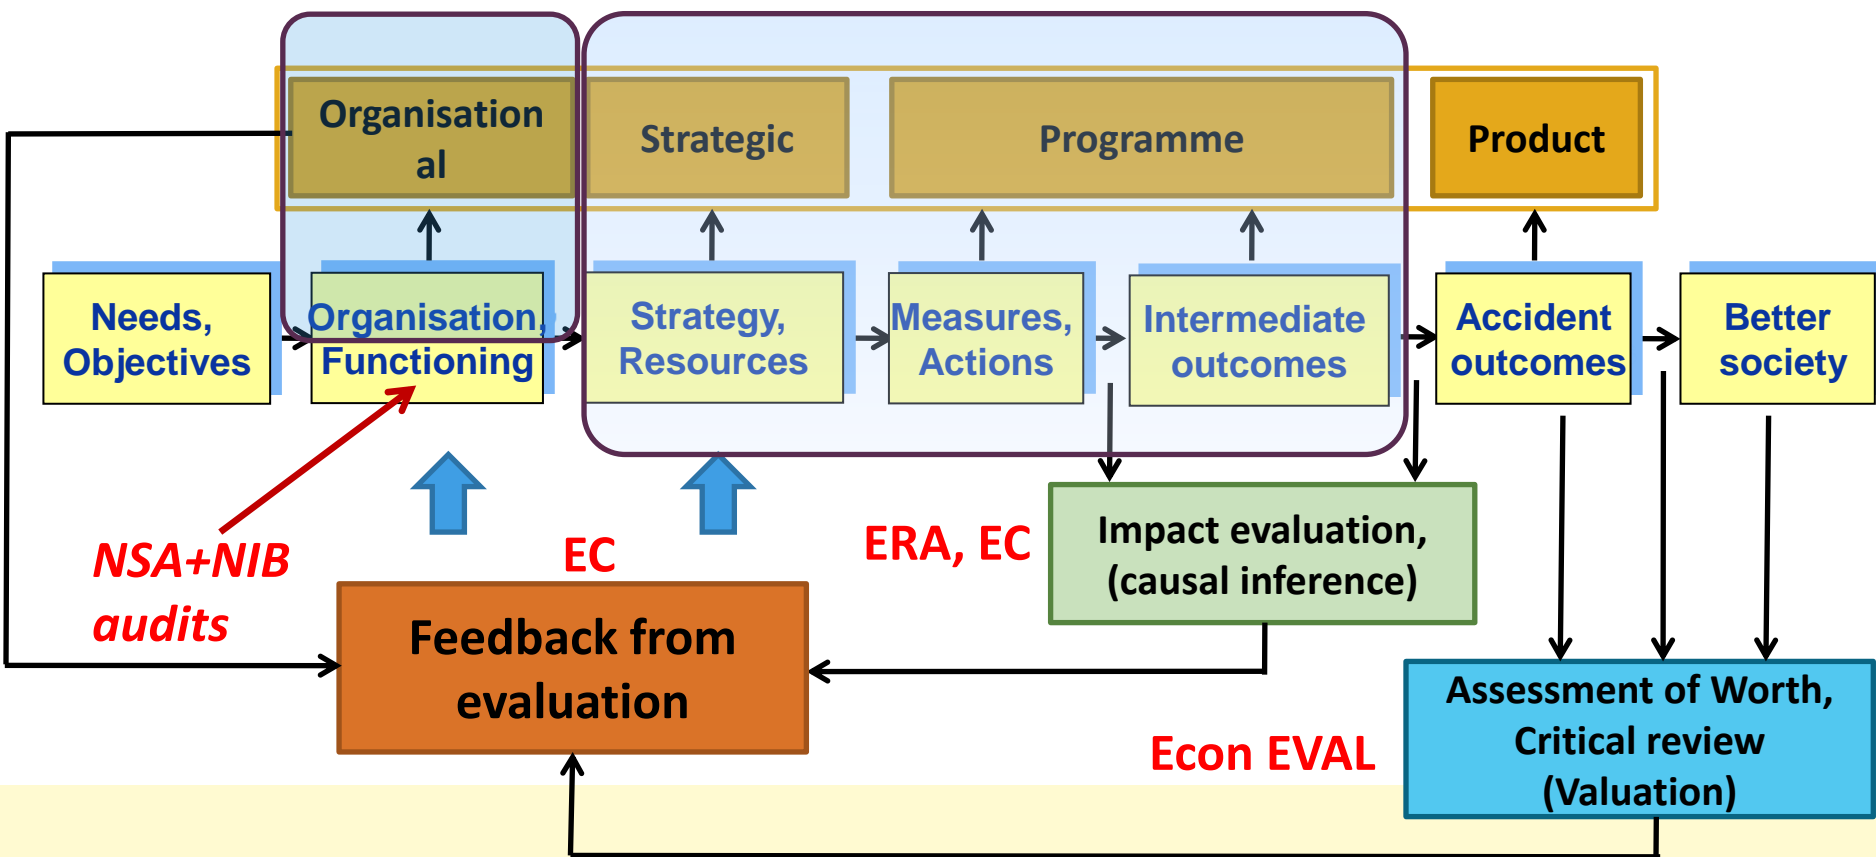 Organisation
al
Strategic
Programme
Product
Needs,
Objectives
Organisation,
Functioning
Strategy,
Resources
Measures,
Actions
Intermediate
outcomes
Accident
outcomes
Better
society
NSA+NIB
audits
EC
ERA, EC
Impact evaluation,
(causal inference)
Feedback from
evaluation
Econ EVAL
Assessment of Worth,
Critical review
(Valuation)